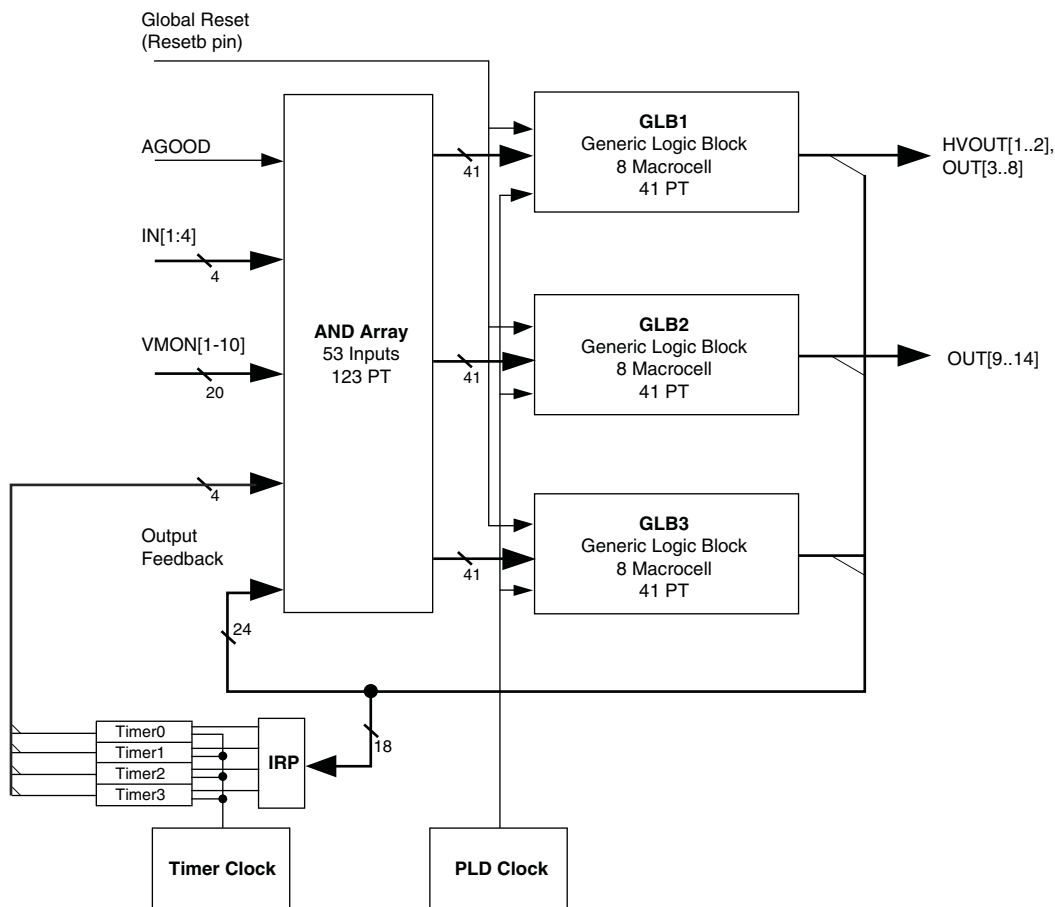 Global Reset
(Resetb pin)
AGOOD
IN[1:4]
4
VMON[1-10]
20
4
Output
Feedback
24
AND Array
53 Inputs
123 PT
41
41
41
GLB1
Generic Logic Block
8 Macrocell
41 PT
HVOUT[1..2],
OUT[3..8]
GLB2
Generic Logic Block
8 Macrocell
41 PT
OUT[9..14]
GLB3
Generic Logic Block
8 Macrocell
41 PT
18
Timer0
Timer1
Timer2
Timer3
IRP
Timer Clock
PLD Clock